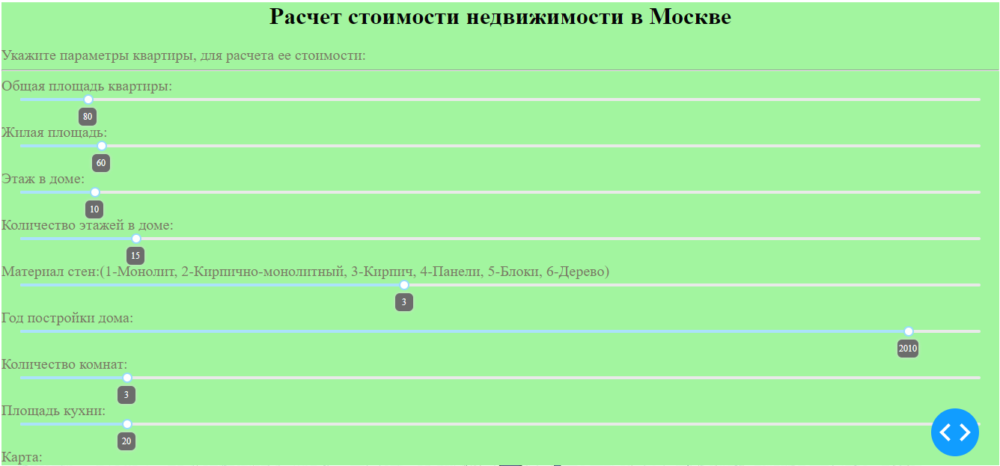 Расчет стоимости недвижимости в Москве
Укажите параметры квартиры, для расчета ее стоимости:
Общая площадь квартиры:
80
Жилая площадь:
60
Этаж в доме:
10
Количество этажей в доме:
15
Материал стен:(1-Монолит, 2-Кирпично-монолитный, 3-Кирпич, 4-Панели, 5-Блоки, 6-Дерево)
3
Год постройки дома:
2010
Количество комнат:
3
Площадь кухни:
20
Карта: